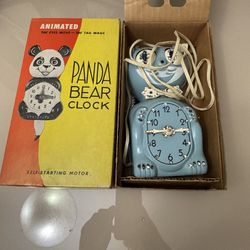 ANIMATED
THE EYES MOVE - THE TAIL WAGS
PANDA
BEAR
CLOCK
SELF-STARTING MOTOR